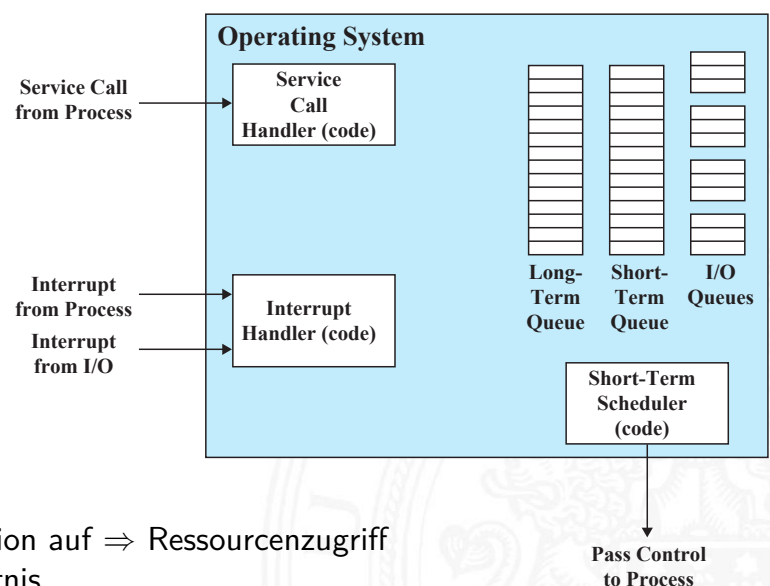 Operating System
Service Call
from Process
Service
Call
Handler (code)
Interrupt
from Process
Interrupt
from I/O
Interrupt
Handler (code)
Long-
Term
Queue
Short-
Term
Queue
I/O
Queues
Short-Term
Scheduler
(code)
Pass Control
to Process
ion auf ⇒ Ressourcenzugriff